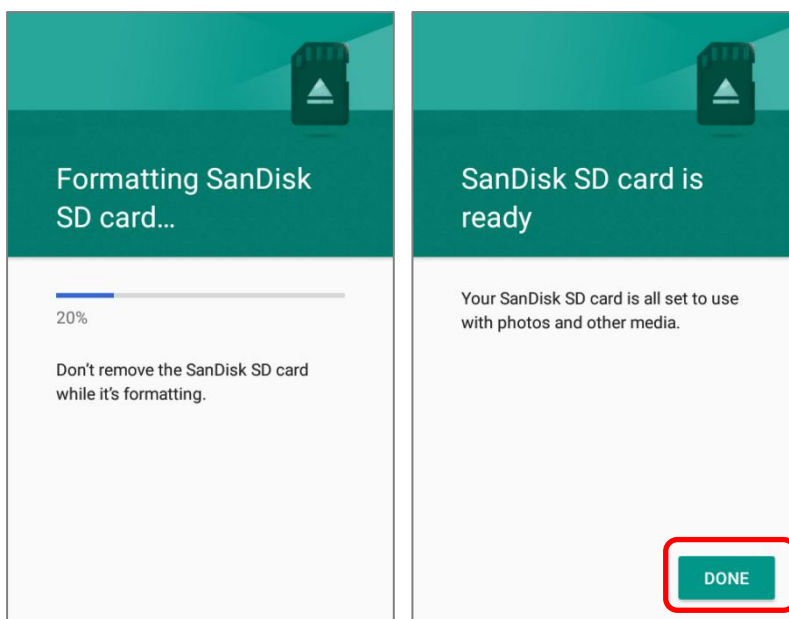 Formatting SanDisk
SD card…
20%
Don't remove the SanDisk SD card
while it's formatting.
SanDisk SD card is
ready
Your SanDisk SD card is all set to use
with photos and other media.
DONE